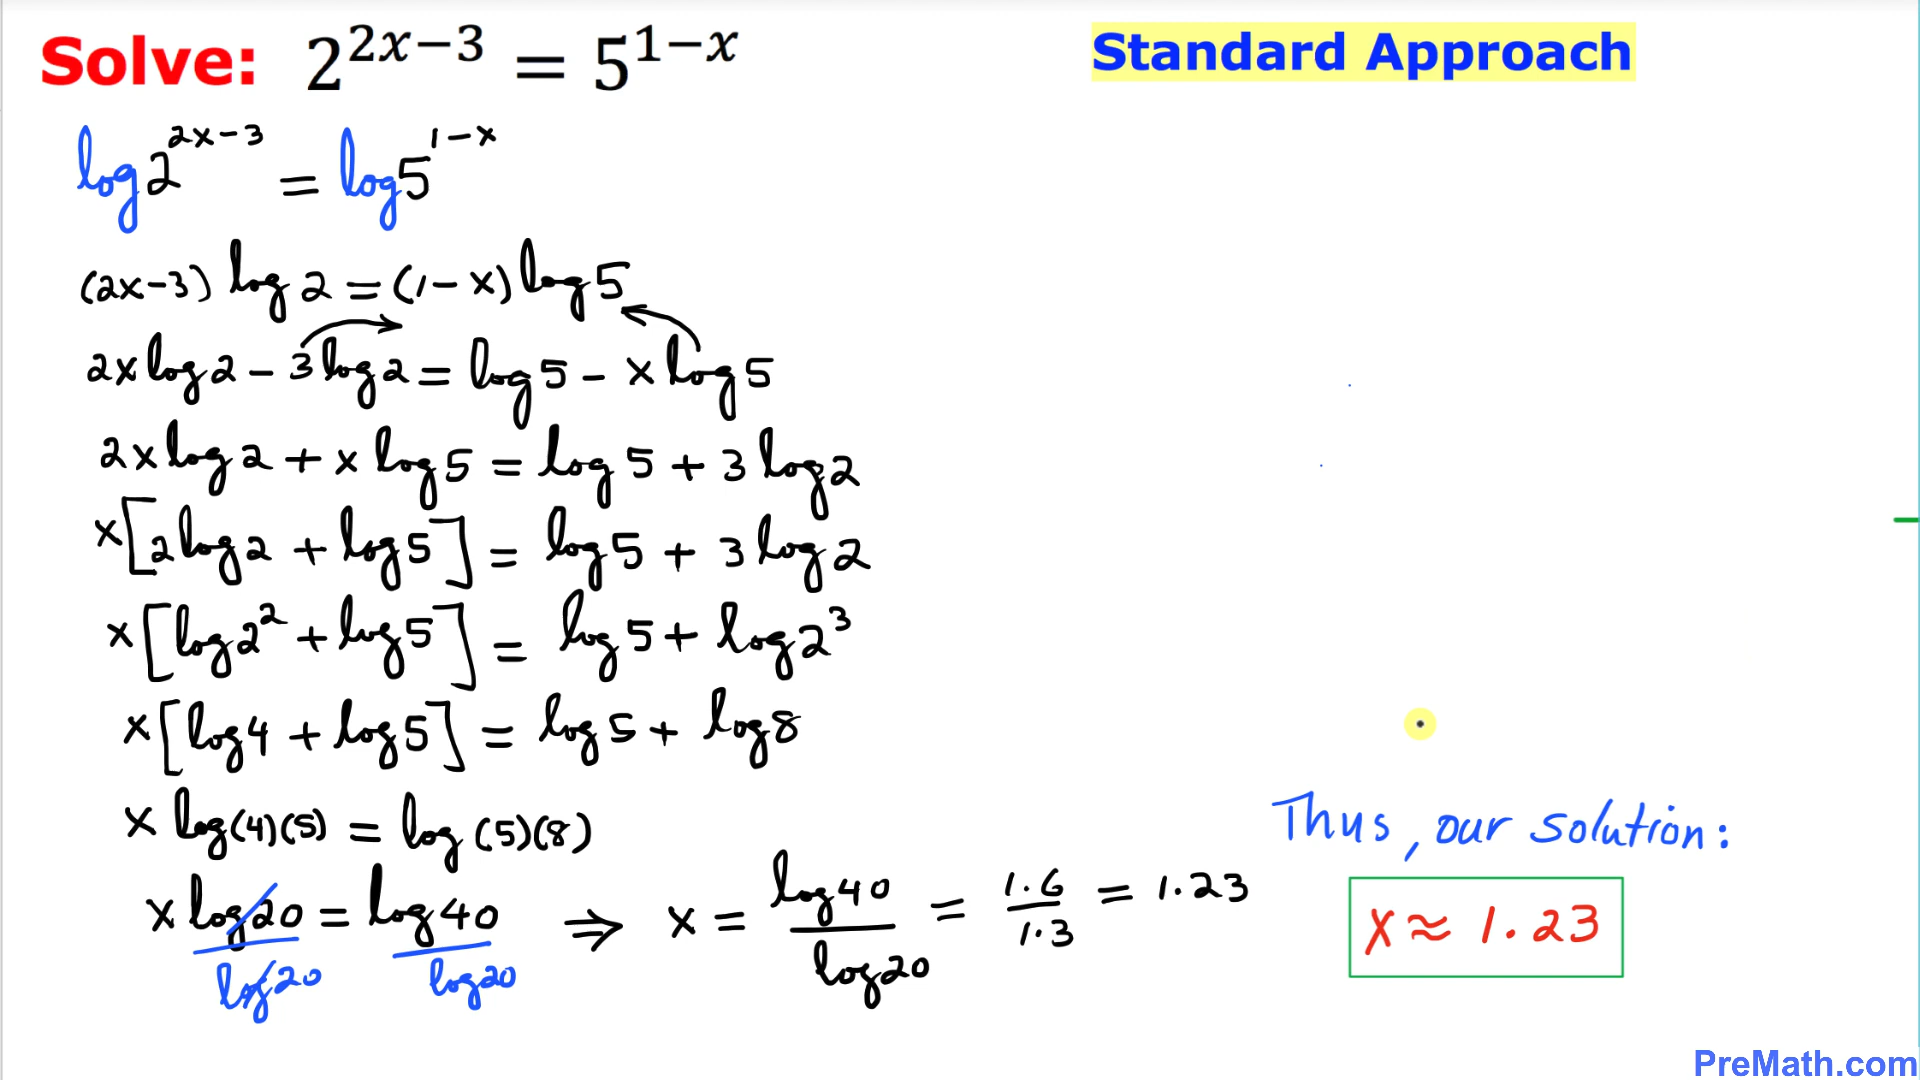 Solve: 2^{2x−3} = 5^{1−x}
Standard Approach
log 2^{2x−3} = log 5^{1−x}
(2x−3) log 2 = (1−x) log 5
2x log 2 − 3 log 2 = log 5 − x log 5
2x log 2 + x log 5 = log 5 + 3 log 2
x[2 log 2 + log 5] = log 5 + 3 log 2
x[log 2^2 + log 5] = log 5 + log 2^3
x[log 4 + log 5] = log 5 + log 8
x log (4)(5) = log (5)(8)
x log 20 / log 20 = log 40 / log 20 ⇒ x = log 40 / log 20 = 1.6 / 1.3 = 1.23
Thus, our solution:
x ≈ 1.23
PreMath.com